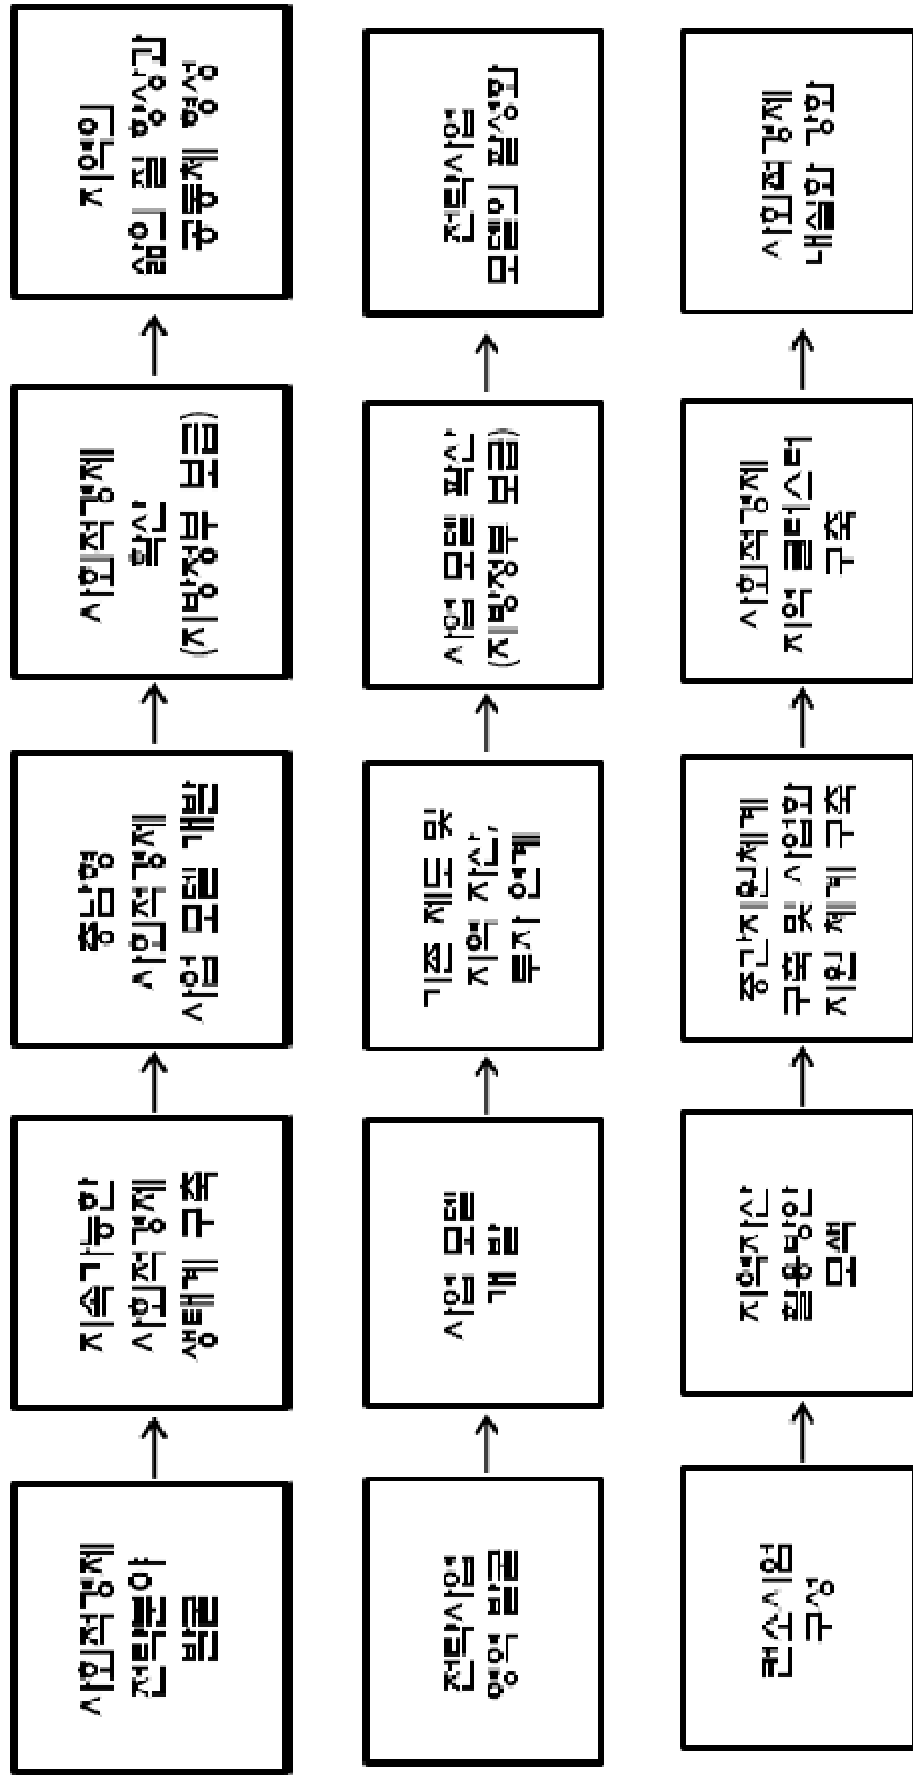 사회적경제
전략분야
발굴
지속가능한
사회적경제
생태계 구축
충남형
사회적경제
사업 모델 개발
사회적경제
확산
(지방정부 보급)
지역의
삶의 질 향상과
공동체 형성
전략사업
영역 발굴
사업 모델
개 발
기존 제도 및
지역 자산,
투자 연계
사업 모델 확산
(지방정부 보급)
전략사업
모델의 활성화
컨소시엄
구성
지역자산
활용방안
모색
중간지원체계
구축 및 사업화
지원 체계 구축
사회적경제
지역 클러스터
구축
사회적경제
내실화 강화